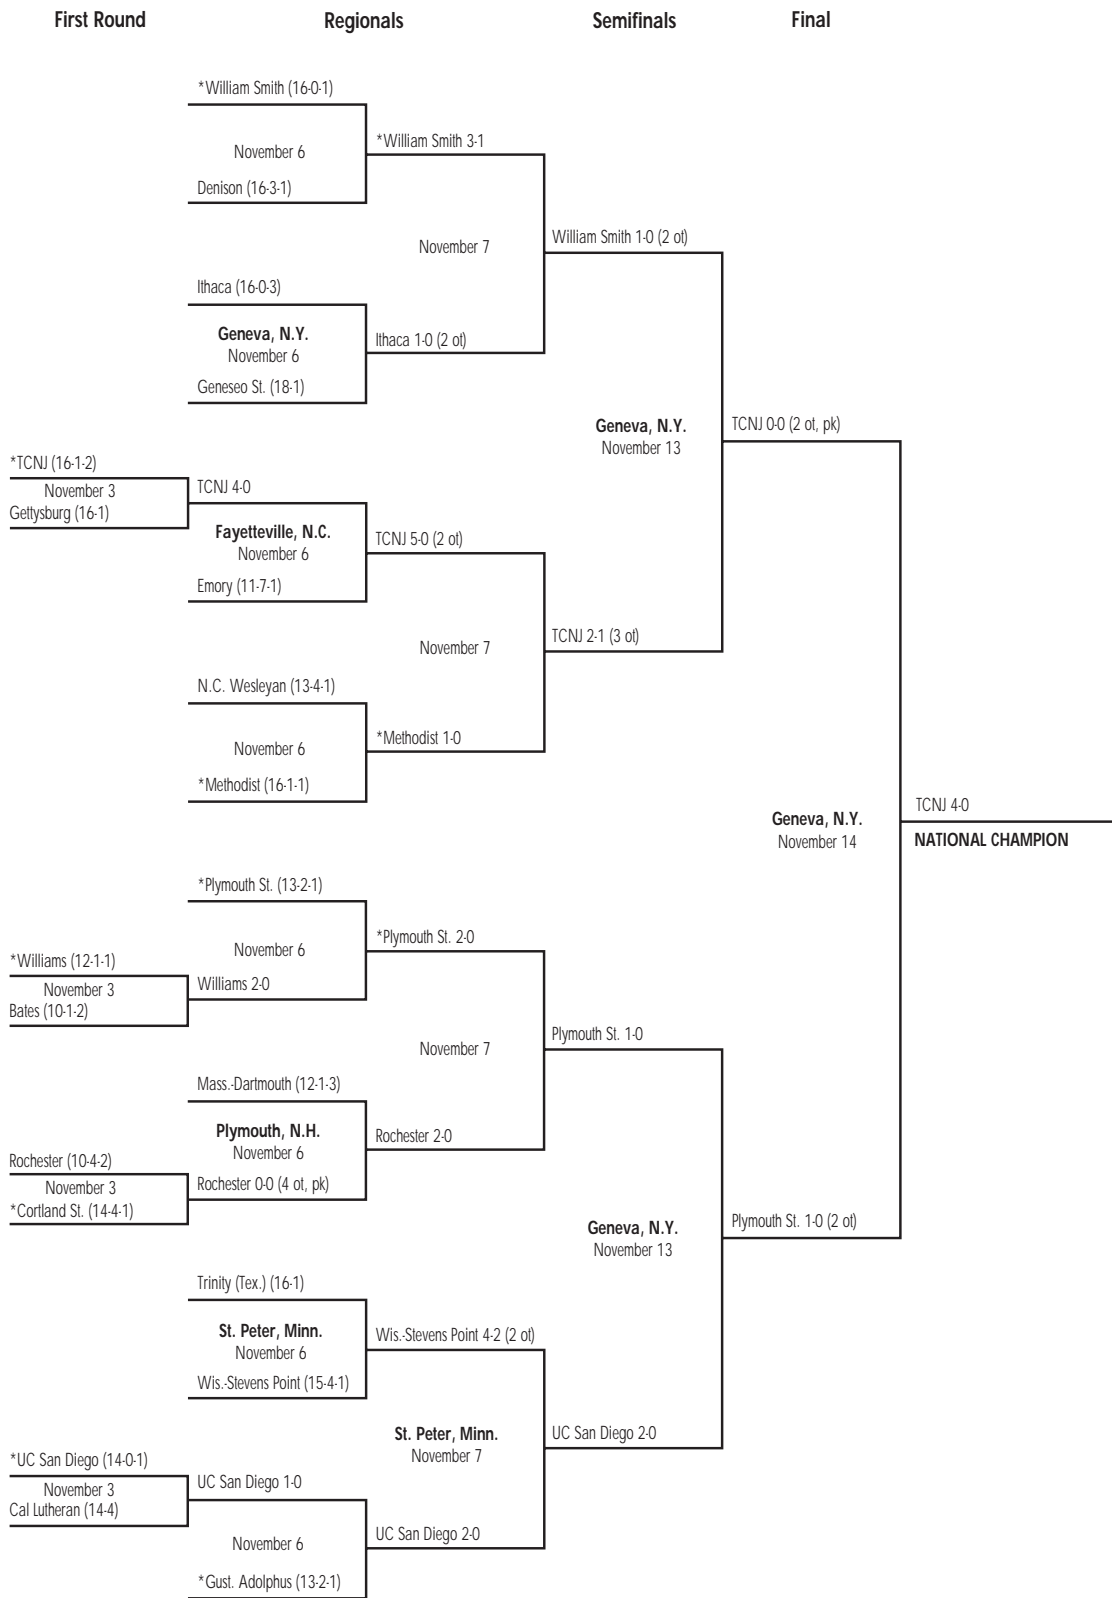 First Round
Regionals
Semifinals
Final
*William Smith (16-0-1)
November 6
Denison (16-3-1)
*William Smith 3-1
November 7
William Smith 1-0 (2 ot)
Ithaca (16-0-3)
Geneva, N.Y.
November 6
Geneseo St. (18-1)
Ithaca 1-0 (2 ot)
Geneva, N.Y.
November 13
TCNJ 0-0 (2 ot, pk)
*TCNJ (16-1-2)
November 3
Gettysburg (16-1)
TCNJ 4-0
Fayetteville, N.C.
November 6
Emory (11-7-1)
TCNJ 5-0 (2 ot)
November 7
TCNJ 2-1 (3 ot)
N.C. Wesleyan (13-4-1)
November 6
*Methodist (16-1-1)
*Methodist 1-0
Geneva, N.Y.
November 14
TCNJ 4-0
NATIONAL CHAMPION
*Plymouth St. (13-2-1)
November 6
*Williams (12-1-1)
November 3
Bates (10-1-2)
Williams 2-0
*Plymouth St. 2-0
November 7
Plymouth St. 1-0
Mass.-Dartmouth (12-1-3)
Plymouth, N.H.
November 6
Rochester (10-4-2)
November 3
*Cortland St. (14-4-1)
Rochester 0-0 (4 ot, pk)
Rochester 2-0
Geneva, N.Y.
November 13
Plymouth St. 1-0 (2 ot)
Trinity (Tex.) (16-1)
St. Peter, Minn.
November 6
Wis.-Stevens Point (15-4-1)
Wis.-Stevens Point 4-2 (2 ot)
St. Peter, Minn.
November 7
UC San Diego 2-0
*UC San Diego (14-0-1)
November 3
Cal Lutheran (14-4)
UC San Diego 1-0
November 6
*Gust. Adolphus (13-2-1)
UC San Diego 2-0